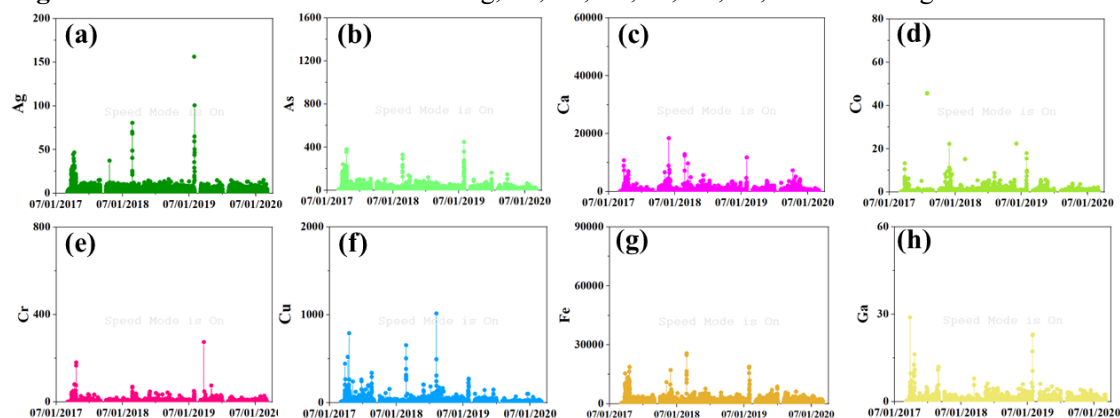 200
150
100
50
0
Ag
(a)
Speed Mode is On
07/01/2017 07/01/2018 07/01/2019 07/01/2020
1600
1200
800
400
0
As
(b)
Speed Mode is On
07/01/2017 07/01/2018 07/01/2019 07/01/2020
60000
40000
20000
0
Ca
(c)
Speed Mode is On
07/01/2017 07/01/2018 07/01/2019 07/01/2020
60
40
20
0
Co
(d)
Speed Mode is On
07/01/2017 07/01/2018 07/01/2019 07/01/2020
800
400
0
Cr
(e)
Speed Mode is On
07/01/2017 07/01/2018 07/01/2019 07/01/2020
2000
1000
0
Cu
(f)
Speed Mode is On
07/01/2017 07/01/2018 07/01/2019 07/01/2020
90000
75000
60000
45000
30000
15000
0
Fe
(g)
Speed Mode is On
07/01/2017 07/01/2018 07/01/2019 07/01/2020
60
30
0
Ga
(h)
Speed Mode is On
07/01/2017 07/01/2018 07/01/2019 07/01/2020